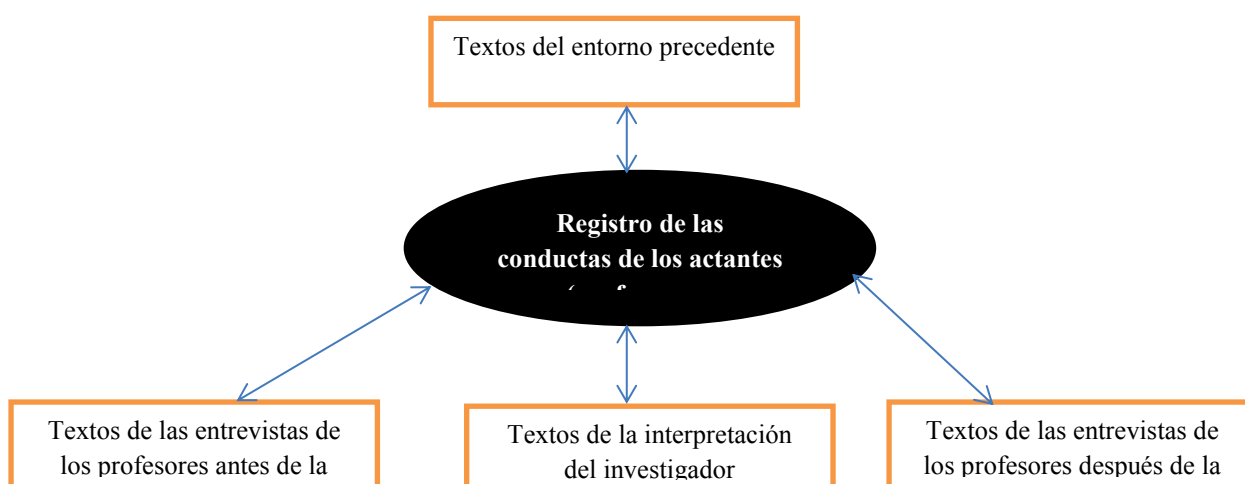 Textos del entorno precedente
Registro de las
conductas de los actantes
Textos de las entrevistas de
los profesores antes de la
Textos de la interpretación
del investigador
Textos de las entrevistas de
los profesores después de la